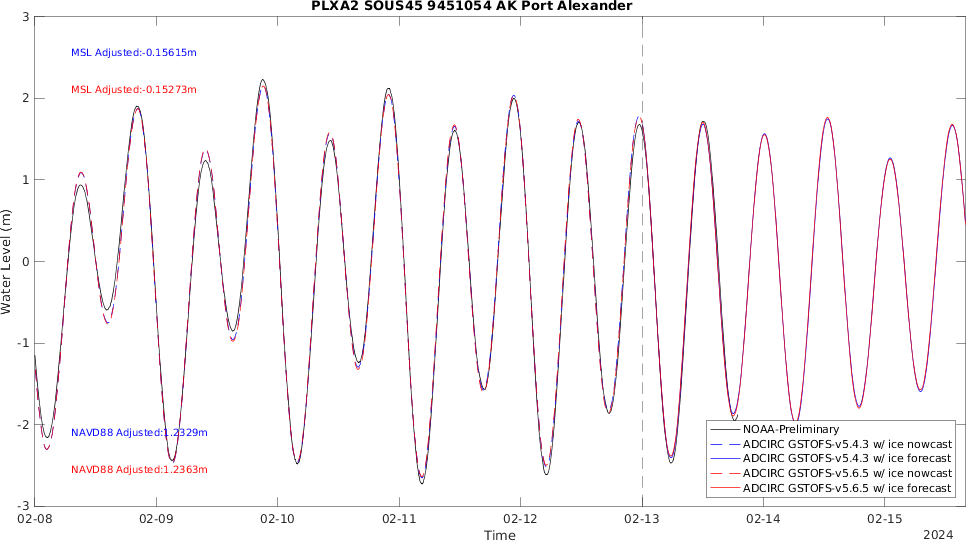 PLXA2 SOUS45 9451054 AK Port Alexander
3
2
1
0
-1
-2
-3
Water Level (m)
MSL Adjusted:-0.15615m
MSL Adjusted:-0.15273m
NAVD88 Adjusted:1.2329m
NAVD88 Adjusted:1.2363m
NOAA-Preliminary
ADCIRC GSTOFS-v5.4.3 w/ ice nowcast
ADCIRC GSTOFS-v5.4.3 w/ ice forecast
ADCIRC GSTOFS-v5.6.5 w/ ice nowcast
ADCIRC GSTOFS-v5.6.5 w/ ice forecast
02-08 02-09 02-10 02-11 02-12 02-13 02-14 02-15
Time
2024